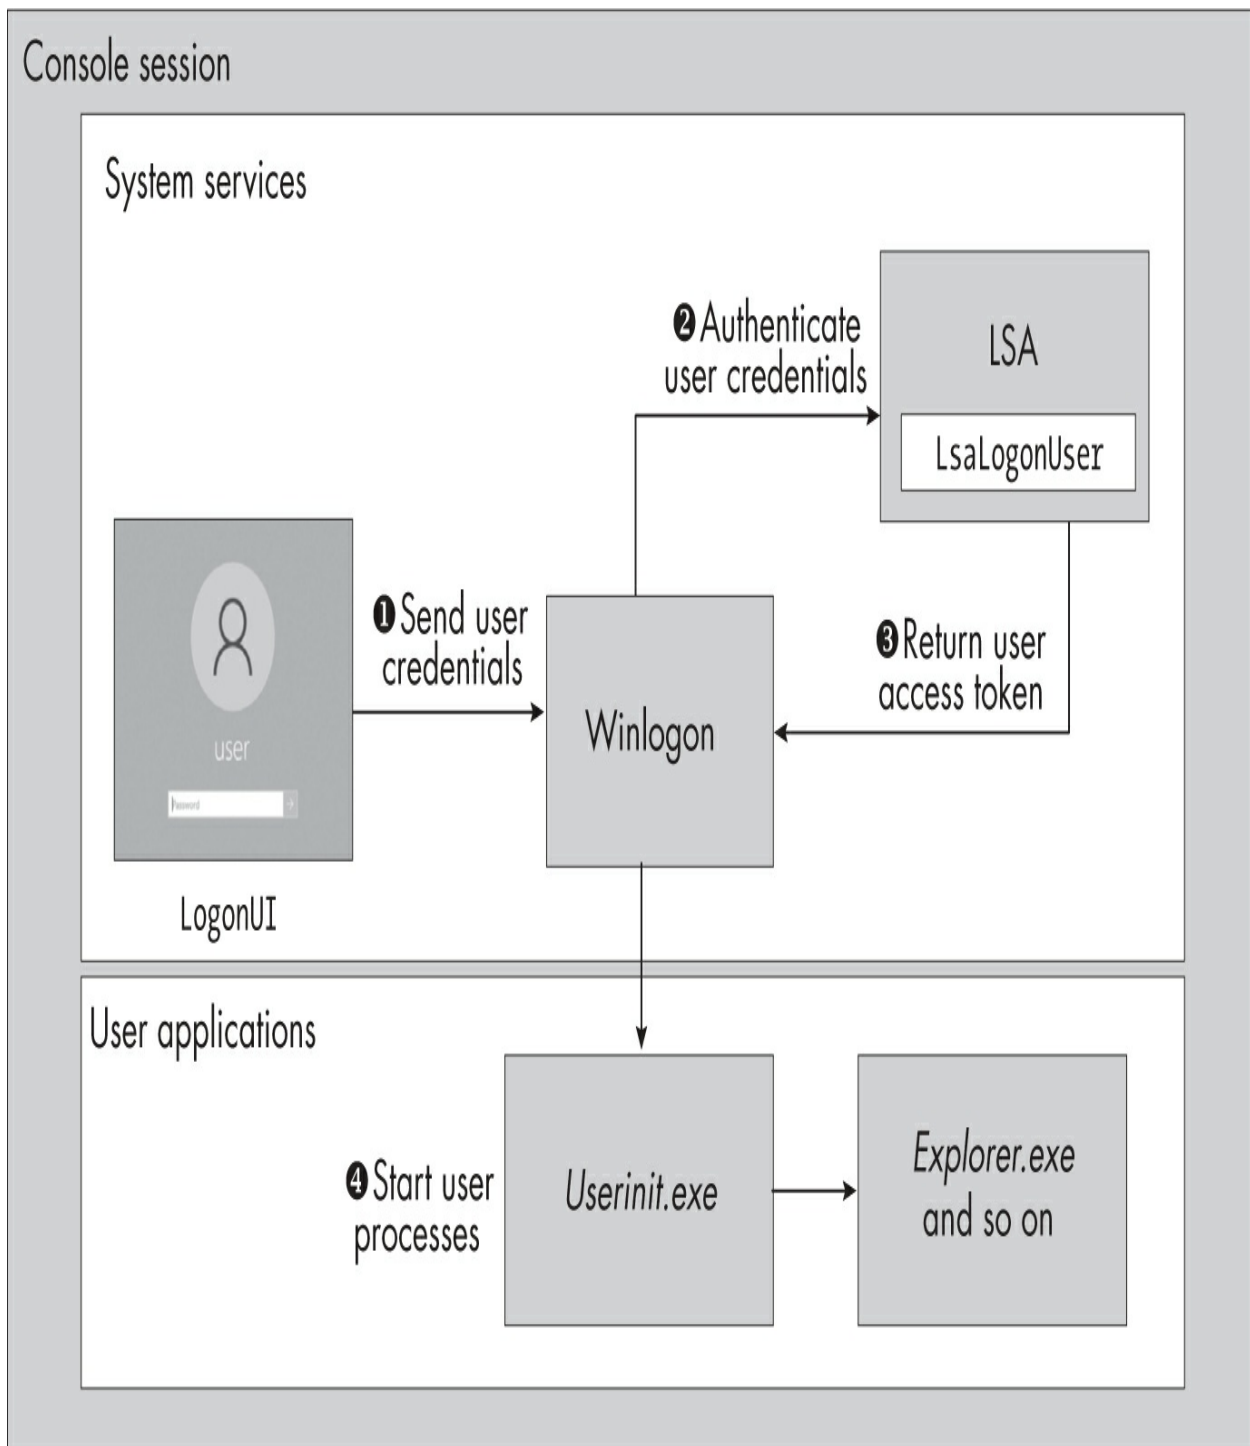 Console session
System services
❷ Authenticate
user credentials
LSA
LsaLogonUser
❶ Send user
credentials
❸ Return user
access token
Winlogon
user
Password
LogonUI
User applications
❹ Start user
processes
Userinit.exe
Explorer.exe
and so on